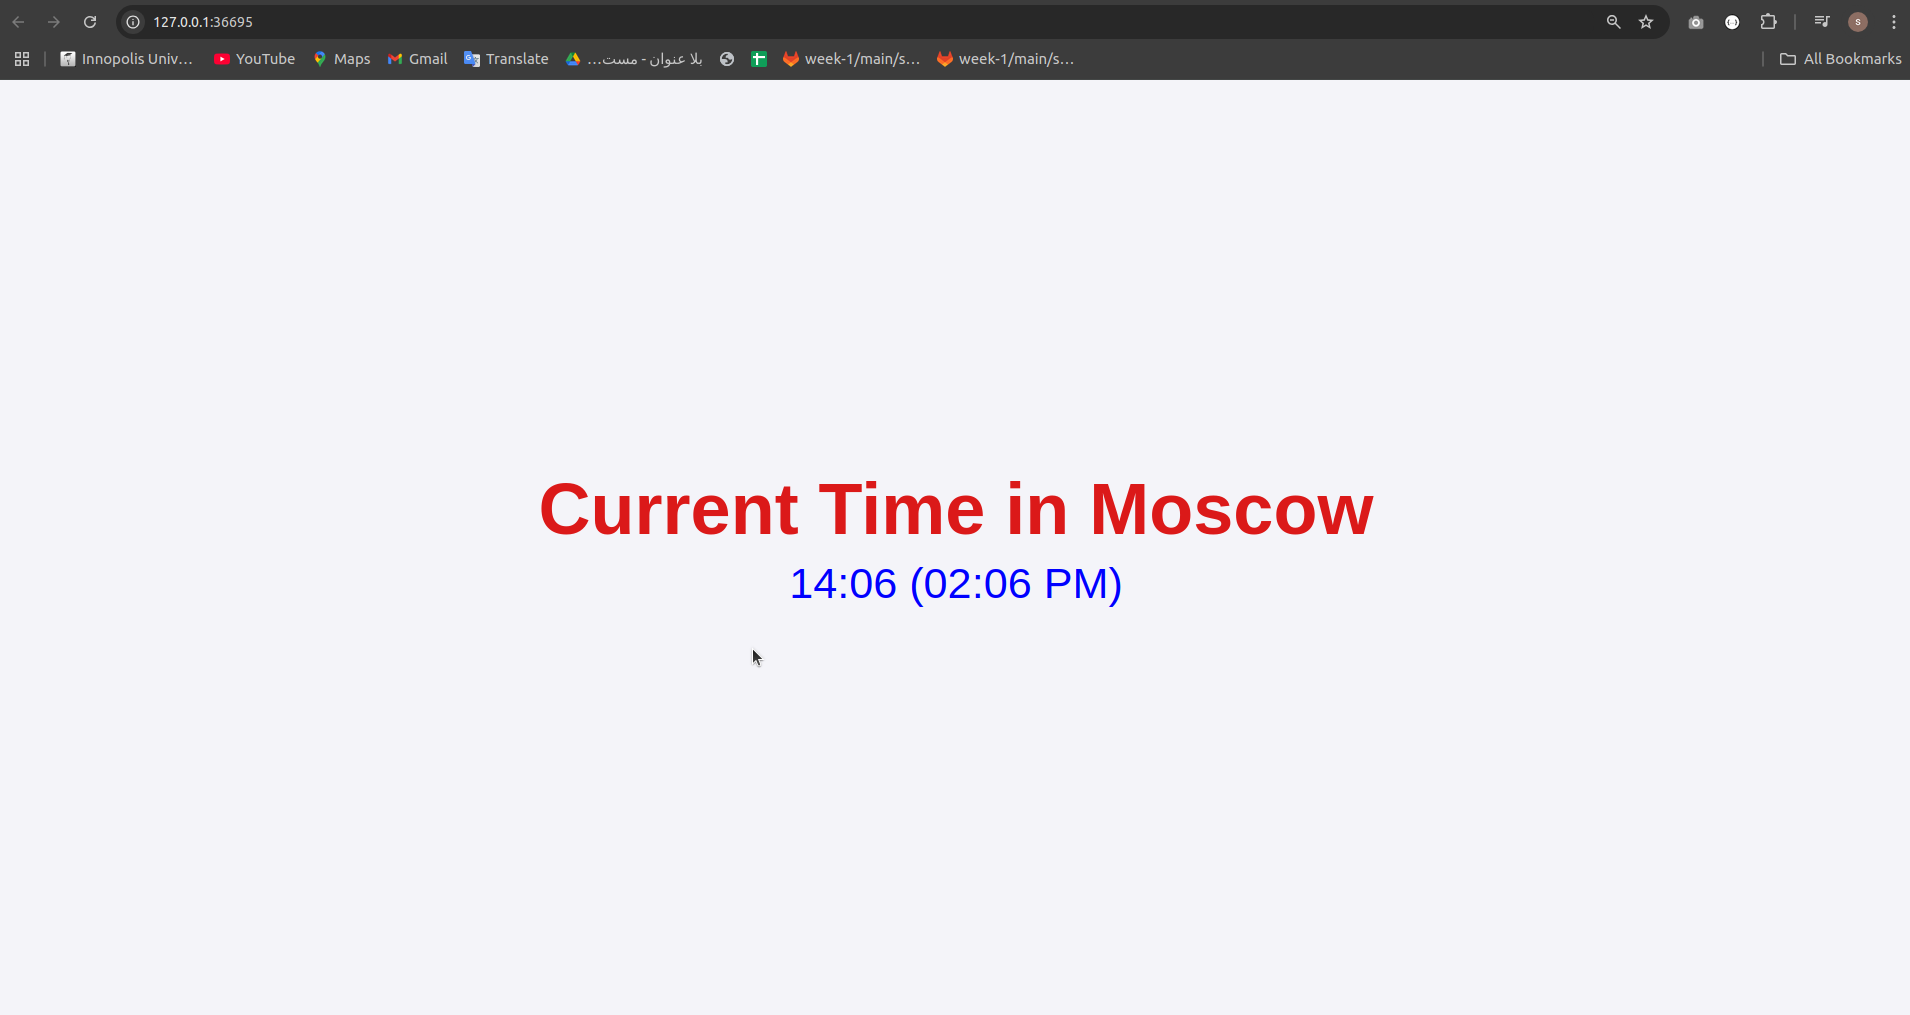 127.0.0.1:36695
S
Innopolis Univ… YouTube Maps Gmail Translate بلا عنوان - مست… week-1/main/s… week-1/main/s… All Bookmarks
Current Time in Moscow
14:06 (02:06 PM)